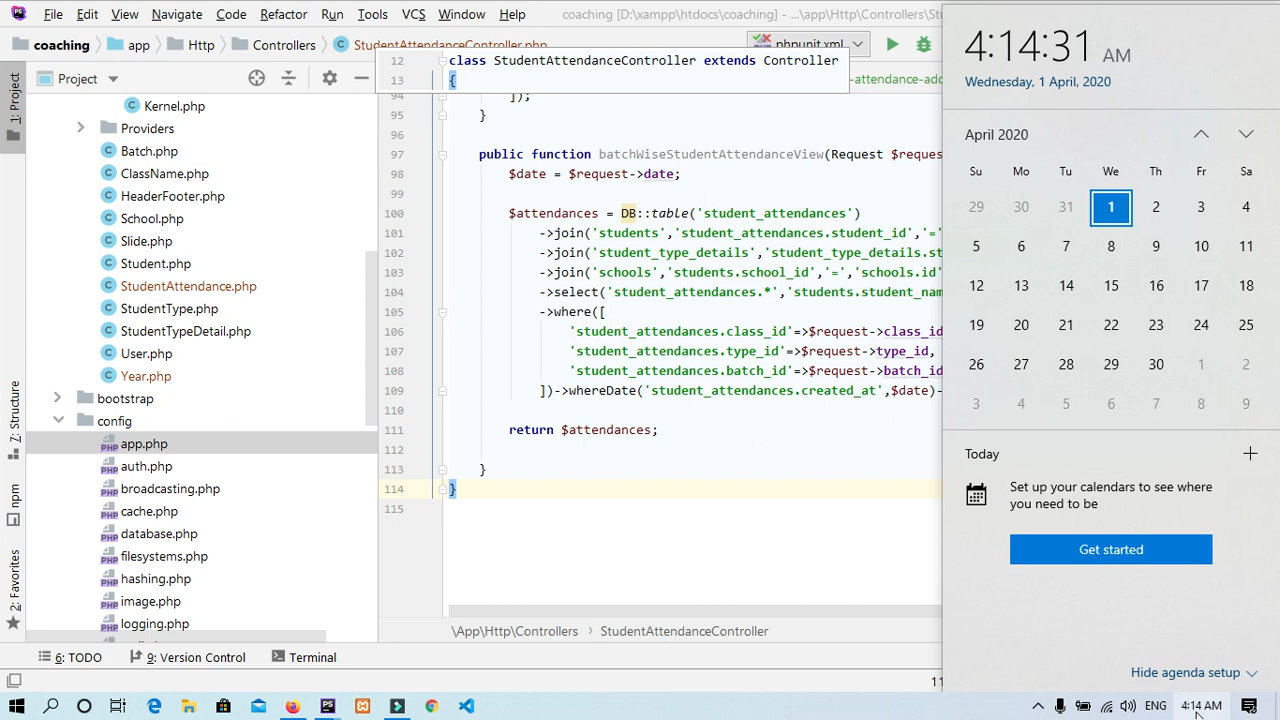 File Edit View Navigate Code Refactor Run Tools VCS Window Help coaching [D:\xampp\htdocs\coaching] - ...\app\Http\Controllers\Stu
coaching app Http Controllers StudentAttendanceController.php phpunit.xml
1: Project
Z: Structure
npm
2: Favorites
Project
Kernel.php
Providers
Batch.php
ClassName.php
HeaderFooter.php
School.php
Slide.php
Student.php
StudentAttendance.php
StudentType.php
StudentTypeDetail.php
User.php
Year.php
bootstrap
config
app.php
auth.php
broadcasting.php
cache.php
database.php
filesystems.php
hashing.php
image.php
logging.php
12 class StudentAttendanceController extends Controller
13 {
-attendance-add
94 ]);
95 }
96
97 public function batchWiseStudentAttendanceView(Request $reques
98 $date = $request->date;
99
100 $attendances = DB::table('student_attendances')
101 ->join('students','student_attendances.student_id','='
102 ->join('student_type_details','student_type_details.st
103 ->join('schools','students.school_id','=','schools.id'
104 ->select('student_attendances.*','students.student_nam
105 ->where([
106 'student_attendances.class_id'=>$request->class_id
107 'student_attendances.type_id'=>$request->type_id,
108 'student_attendances.batch_id'=>$request->batch_id
109 ])->whereDate('student_attendances.created_at',$date)-
110
111 return $attendances;
112
113 }
114 }
115
\App\Http\Controllers › StudentAttendanceController
6: TODO 9: Version Control Terminal
11
4:14:31 AM
Wednesday, 1 April, 2020
April 2020
Su Mo Tu We Th Fr Sa
29 30 31 1 2 3 4
5 6 7 8 9 10 11
12 13 14 15 16 17 18
19 20 21 22 23 24 25
26 27 28 29 30 1 2
3 4 5 6 7 8 9
Today
Set up your calendars to see where
you need to be
Get started
Hide agenda setup
ENG 4:14 AM